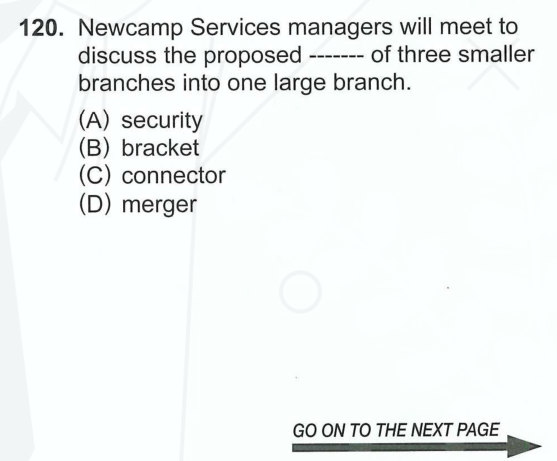 120. Newcamp Services managers will meet to
discuss the proposed ------- of three smaller
branches into one large branch.
(A) security
(B) bracket
(C) connector
(D) merger
GO ON TO THE NEXT PAGE